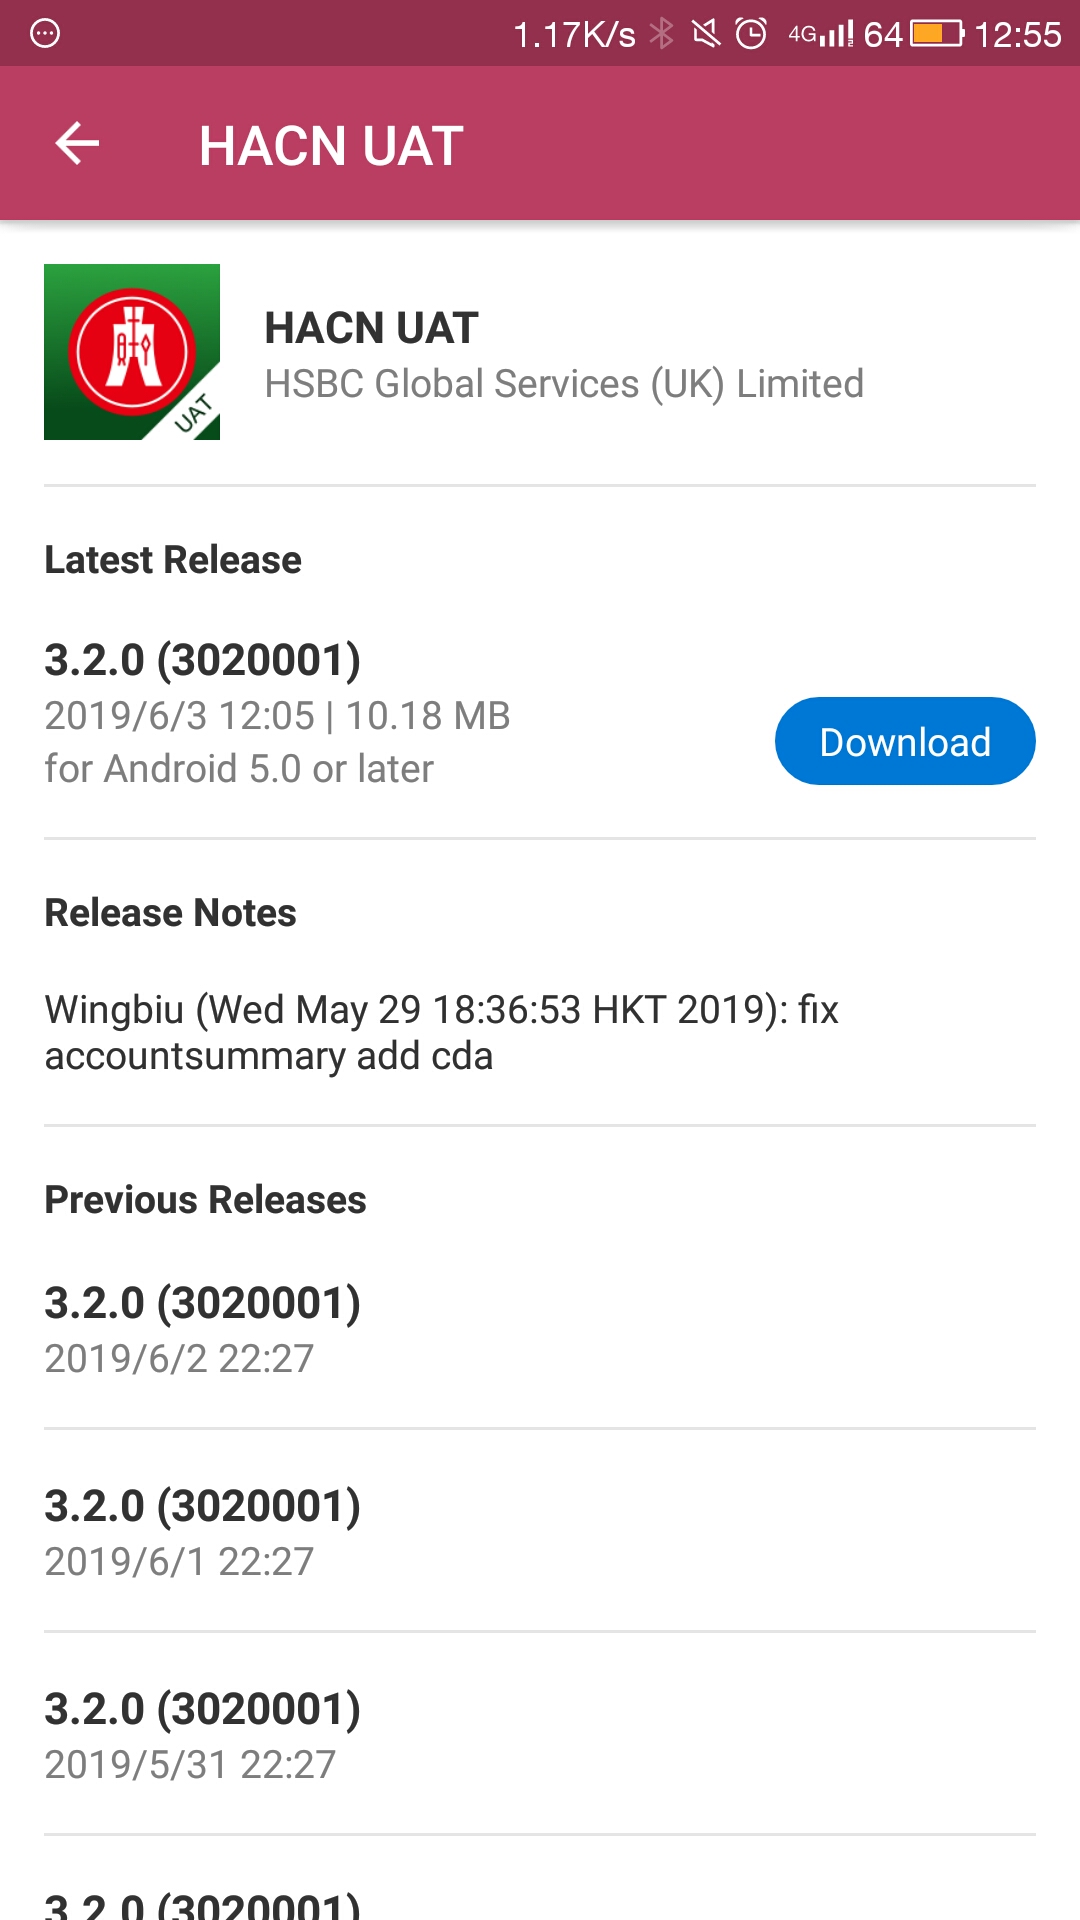 1.17K/s 4G 64 12:55
HACN UAT
UAT
HACN UAT
HSBC Global Services (UK) Limited
Latest Release
3.2.0 (3020001)
2019/6/3 12:05 | 10.18 MB
for Android 5.0 or later
Download
Release Notes
Wingbiu (Wed May 29 18:36:53 HKT 2019): fix
accountsummary add cda
Previous Releases
3.2.0 (3020001)
2019/6/2 22:27
3.2.0 (3020001)
2019/6/1 22:27
3.2.0 (3020001)
2019/5/31 22:27
3.2.0 (3020001)